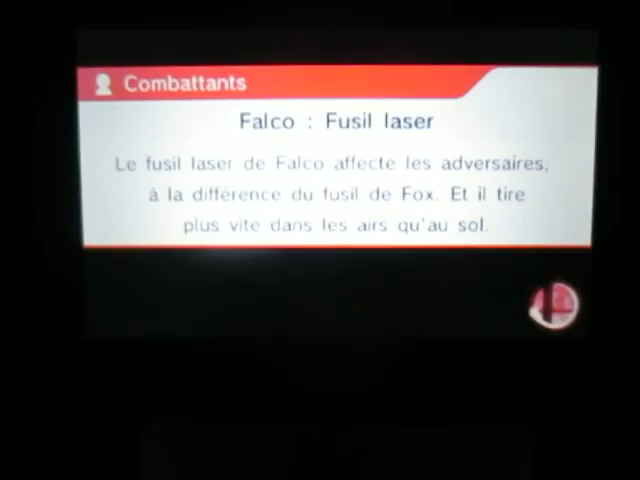 Combattants
Falco : Fusil laser
Le fusil laser de Falco affecte les adversaires,
à la différence du fusil de Fox. Et il tire
plus vite dans les airs qu'au sol.